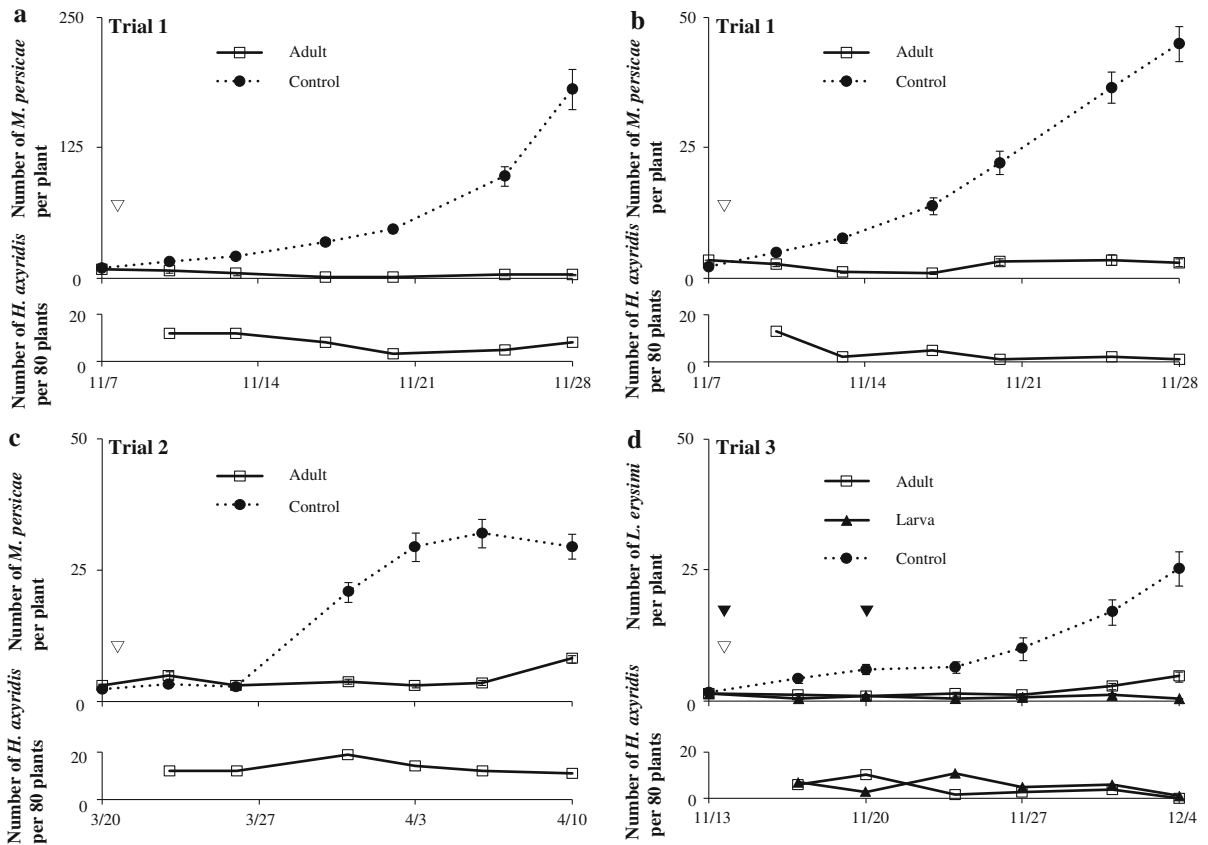 a
Trial 1
Adult
Control
250
125
0
Number of M. persicae
per plant
20
0
Number of H. axyridis
per 80 plants
11/7
11/14
11/21
11/28
b
Trial 1
Adult
Control
50
25
0
Number of M. persicae
per plant
20
0
Number of H. axyridis
per 80 plants
11/7
11/14
11/21
11/28
c
Trial 2
Adult
Control
50
25
0
Number of M. persicae
per plant
20
0
Number of H. axyridis
per 80 plants
3/20
3/27
4/3
4/10
d
Trial 3
Adult
Larva
Control
50
25
0
Number of L. erysimi
per plant
20
0
Number of H. axyridis
per 80 plants
11/13
11/20
11/27
12/4